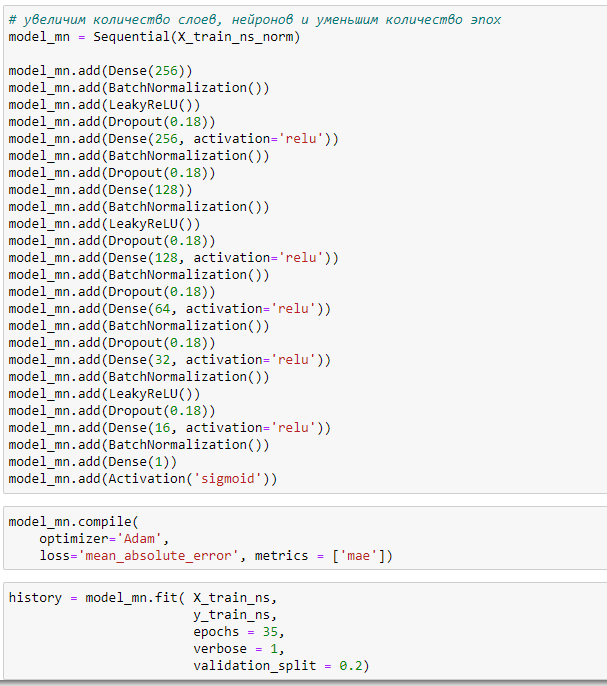 # увеличим количество слоев, нейронов и уменьшим количество эпох
model_mn = Sequential(X_train_ns_norm)
model_mn.add(Dense(256))
model_mn.add(BatchNormalization())
model_mn.add(LeakyReLU())
model_mn.add(Dropout(0.18))
model_mn.add(Dense(256, activation='relu'))
model_mn.add(BatchNormalization())
model_mn.add(Dropout(0.18))
model_mn.add(Dense(128))
model_mn.add(BatchNormalization())
model_mn.add(LeakyReLU())
model_mn.add(Dropout(0.18))
model_mn.add(Dense(128, activation='relu'))
model_mn.add(BatchNormalization())
model_mn.add(Dropout(0.18))
model_mn.add(Dense(64, activation='relu'))
model_mn.add(BatchNormalization())
model_mn.add(Dropout(0.18))
model_mn.add(Dense(32, activation='relu'))
model_mn.add(BatchNormalization())
model_mn.add(LeakyReLU())
model_mn.add(Dropout(0.18))
model_mn.add(Dense(16, activation='relu'))
model_mn.add(BatchNormalization())
model_mn.add(Dense(1))
model_mn.add(Activation('sigmoid'))
model_mn.compile(
optimizer='Adam',
loss='mean_absolute_error', metrics = ['mae'])
history = model_mn.fit( X_train_ns,
y_train_ns,
epochs = 35,
verbose = 1,
validation_split = 0.2)